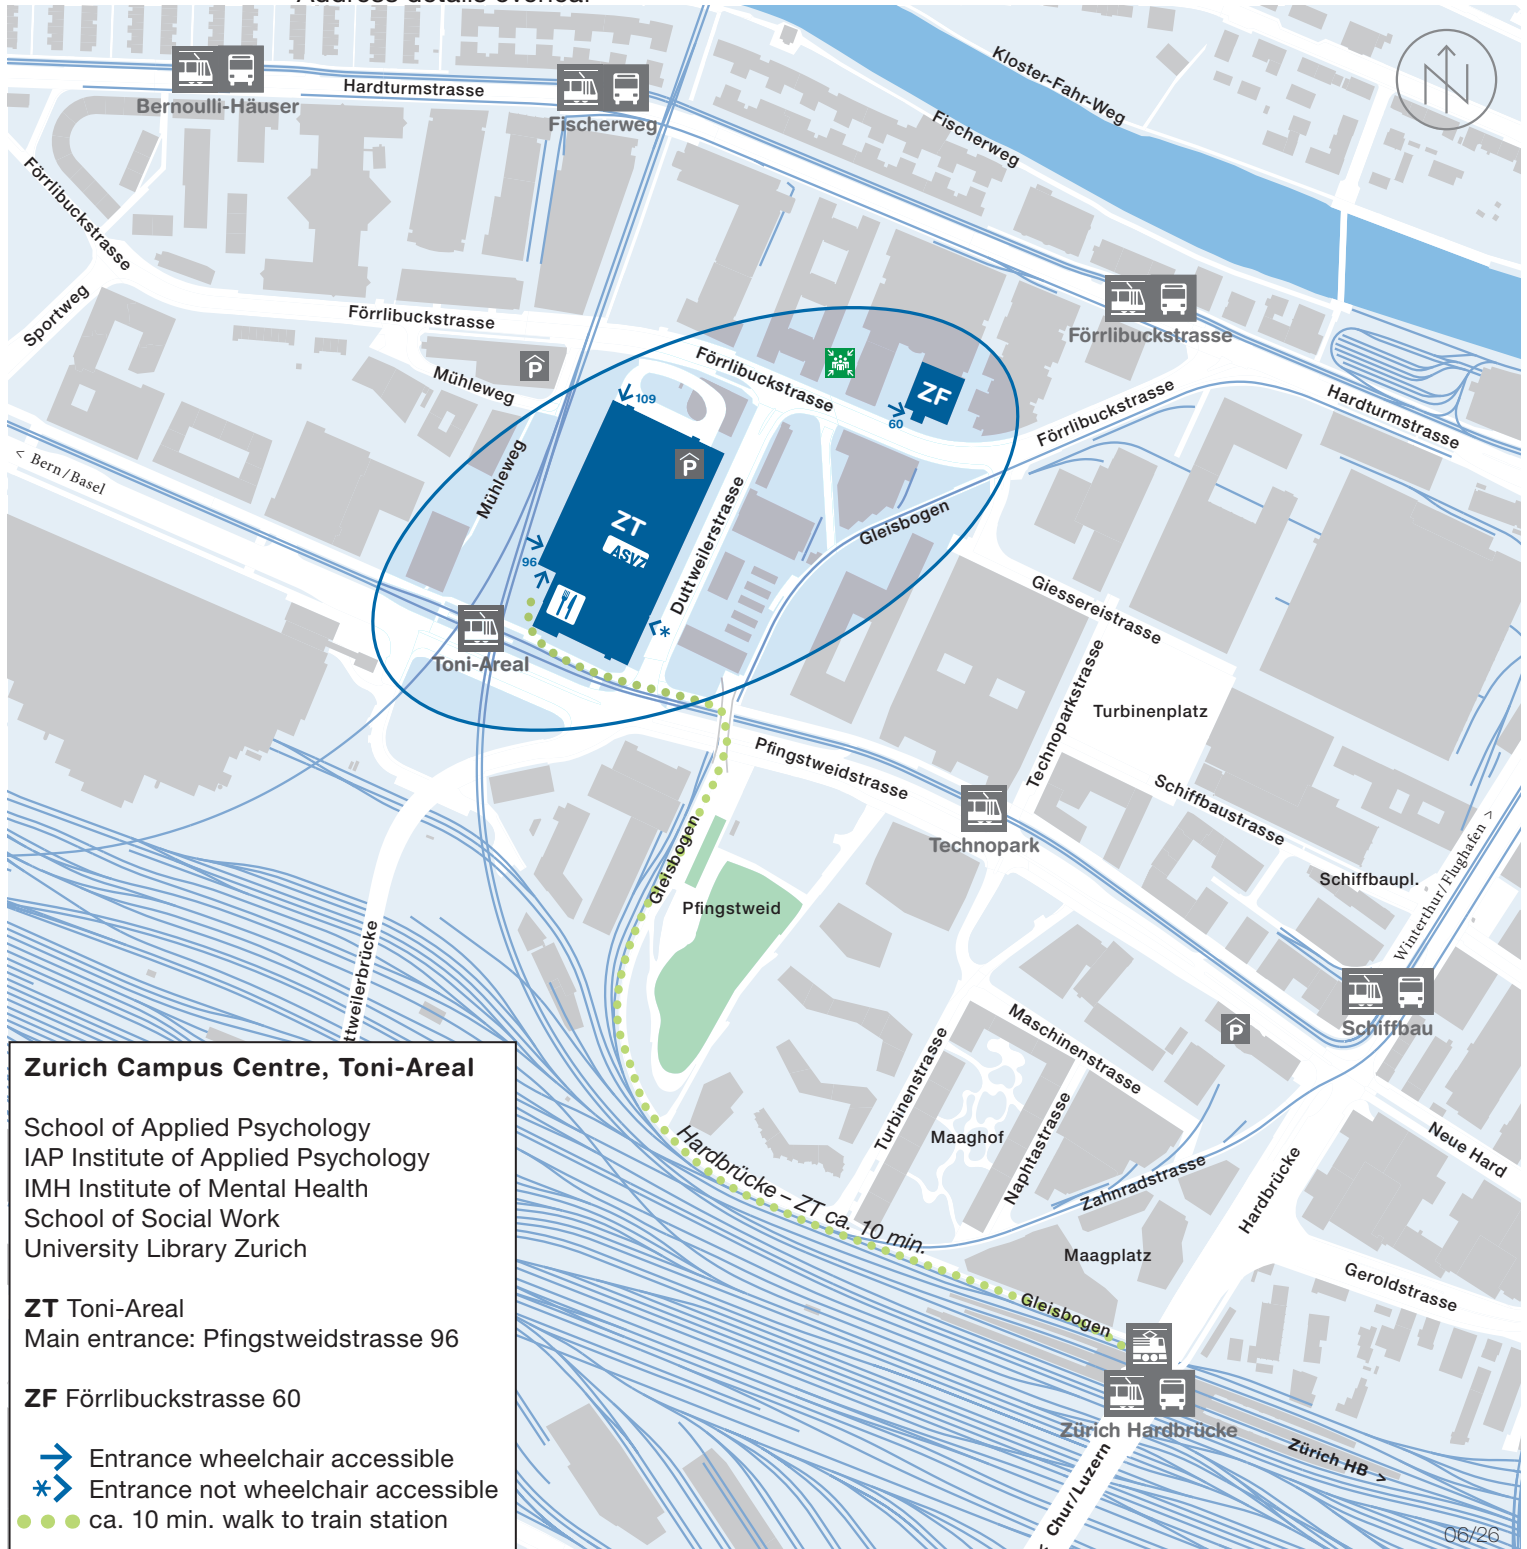 Bernoulli-Häuser
Hardturmstrasse
Fischerweg
Kloster-Fahr-Weg
Fischerweg
N
Förrlibuckstrasse
Sportweg
Förrlibuckstrasse
Förrlibuckstrasse
P
Mühleweg
Förrlibuckstrasse
ZF
60
109
Förrlibuckstrasse
Hardturmstrasse
< Bern/Basel
Mühleweg
P
ZT
ASVZ
96
Duttweilerstrasse
Gleisbogen
*
Toni-Areal
Giessereistrasse
Technoparkstrasse
Turbinenplatz
Pfingstweidstrasse
Schiffbaustrasse
Technopark
Schiffbaupl.
Winterthur/Flughafen >
Gleisbogen
Pfingstweid
ttweilerbrücke
Schiffbau
P
Maschinenstrasse
Turbinenstrasse
Maaghof
Naphtastrasse
Neue Hard
Zahnradstrasse
Hardbrücke
Hardbrücke – ZT ca. 10 min.
Maagplatz
Geroldstrasse
Gleisbogen
Zürich Hardbrücke
Zürich HB >
< Chur/Luzern
Zurich Campus Centre, Toni-Areal
School of Applied Psychology
IAP Institute of Applied Psychology
IMH Institute of Mental Health
School of Social Work
University Library Zurich
ZT Toni-Areal
Main entrance: Pfingstweidstrasse 96
ZF Förrlibuckstrasse 60
Entrance wheelchair accessible
* Entrance not wheelchair accessible
ca. 10 min. walk to train station
06/26